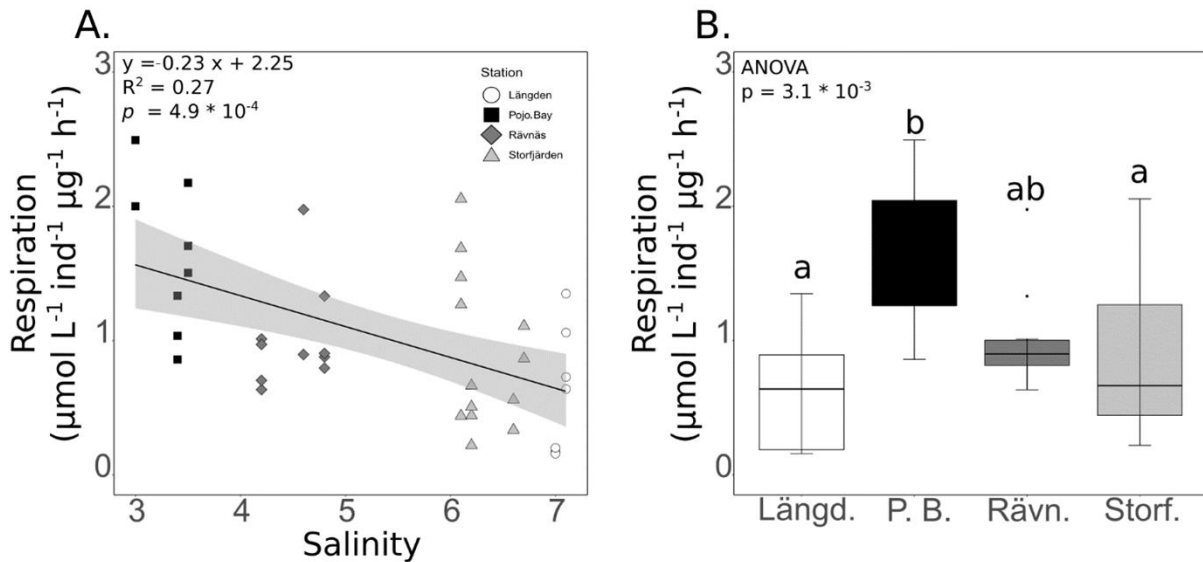 A.
y = -0.23 x + 2.25
R² = 0.27
p = 4.9 * 10⁻⁴
Station
Längden
Pojo.Bay
Rävnäs
Storfjärden
3
2
1
0
Respiration
(µmol L⁻¹ ind⁻¹ µg⁻¹ h⁻¹)
3 4 5 6 7
Salinity
B.
ANOVA
p = 3.1 * 10⁻³
3
2
1
0
Respiration
(µmol L⁻¹ ind⁻¹ µg⁻¹ h⁻¹)
a
b
ab
a
Längd. P. B. Rävn. Storf.